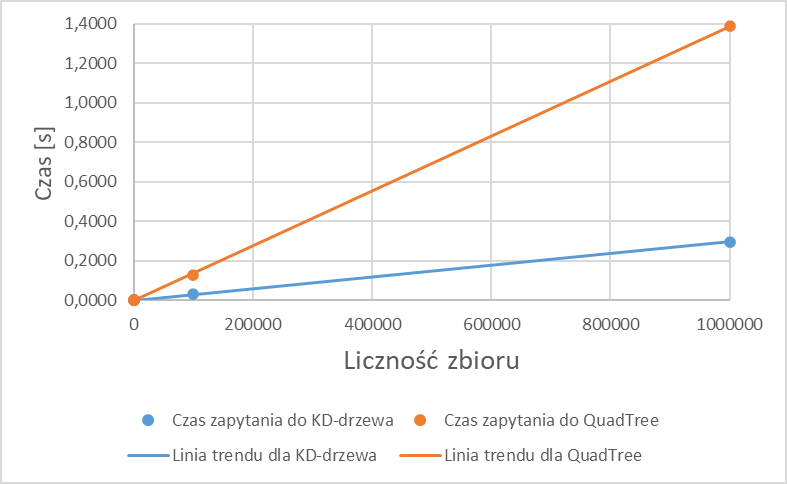 1,4000
1,2000
1,0000
0,8000
0,6000
0,4000
0,2000
0,0000
Czas [s]
0 200000 400000 600000 800000 1000000
Liczność zbioru
Czas zapytania do KD-drzewa Czas zapytania do QuadTree
Linia trendu dla KD-drzewa Linia trendu dla QuadTree